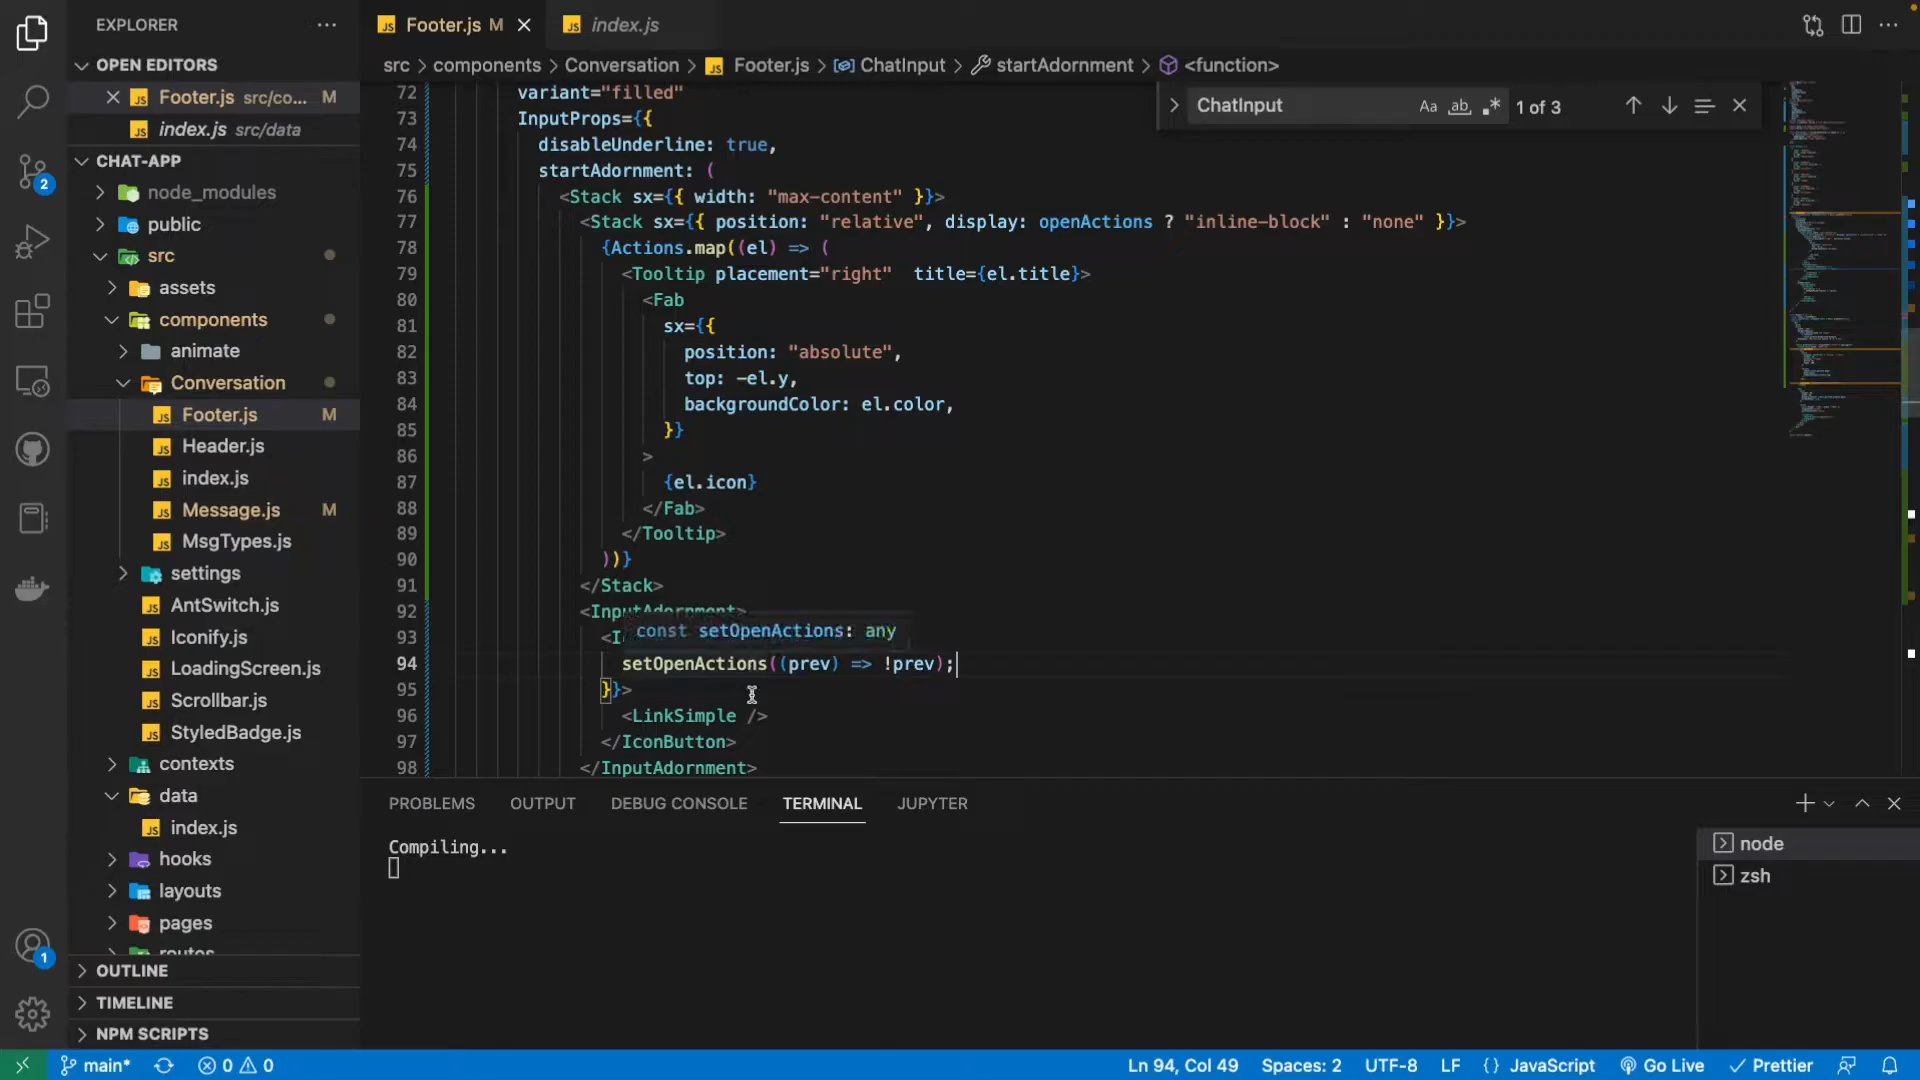 EXPLORER
OPEN EDITORS
Footer.js src/co... M
index.js src/data
CHAT-APP
node_modules
public
src
assets
components
animate
Conversation
Footer.js M
Header.js
index.js
Message.js M
MsgTypes.js
settings
AntSwitch.js
Iconify.js
LoadingScreen.js
Scrollbar.js
StyledBadge.js
contexts
data
index.js
hooks
layouts
pages
routes
OUTLINE
TIMELINE
NPM SCRIPTS
2
1
Footer.js M
index.js
src > components > Conversation > Footer.js > ChatInput > startAdornment > <function>
ChatInput Aa ab 1 of 3
72 variant="filled"
73 InputProps={{
74 disableUnderline: true,
75 startAdornment: (
76 <Stack sx={{ width: "max-content" }}>
77 <Stack sx={{ position: "relative", display: openActions ? "inline-block" : "none" }}>
78 {Actions.map((el) => (
79 <Tooltip placement="right"  title={el.title}>
80 <Fab
81 sx={{
82 position: "absolute",
83 top: -el.y,
84 backgroundColor: el.color,
85 }}
86 >
87 {el.icon}
88 </Fab>
89 </Tooltip>
90 ))}
91 </Stack>
92 <InputAdornment>
const setOpenActions: any
93 <I
94 setOpenActions((prev) => !prev);
95 }}>
96 <LinkSimple />
97 </IconButton>
98 </InputAdornment>
PROBLEMS OUTPUT DEBUG CONSOLE TERMINAL JUPYTER
Compiling...
node
zsh
main* 0 0 Ln 94, Col 49 Spaces: 2 UTF-8 LF {} JavaScript Go Live Prettier